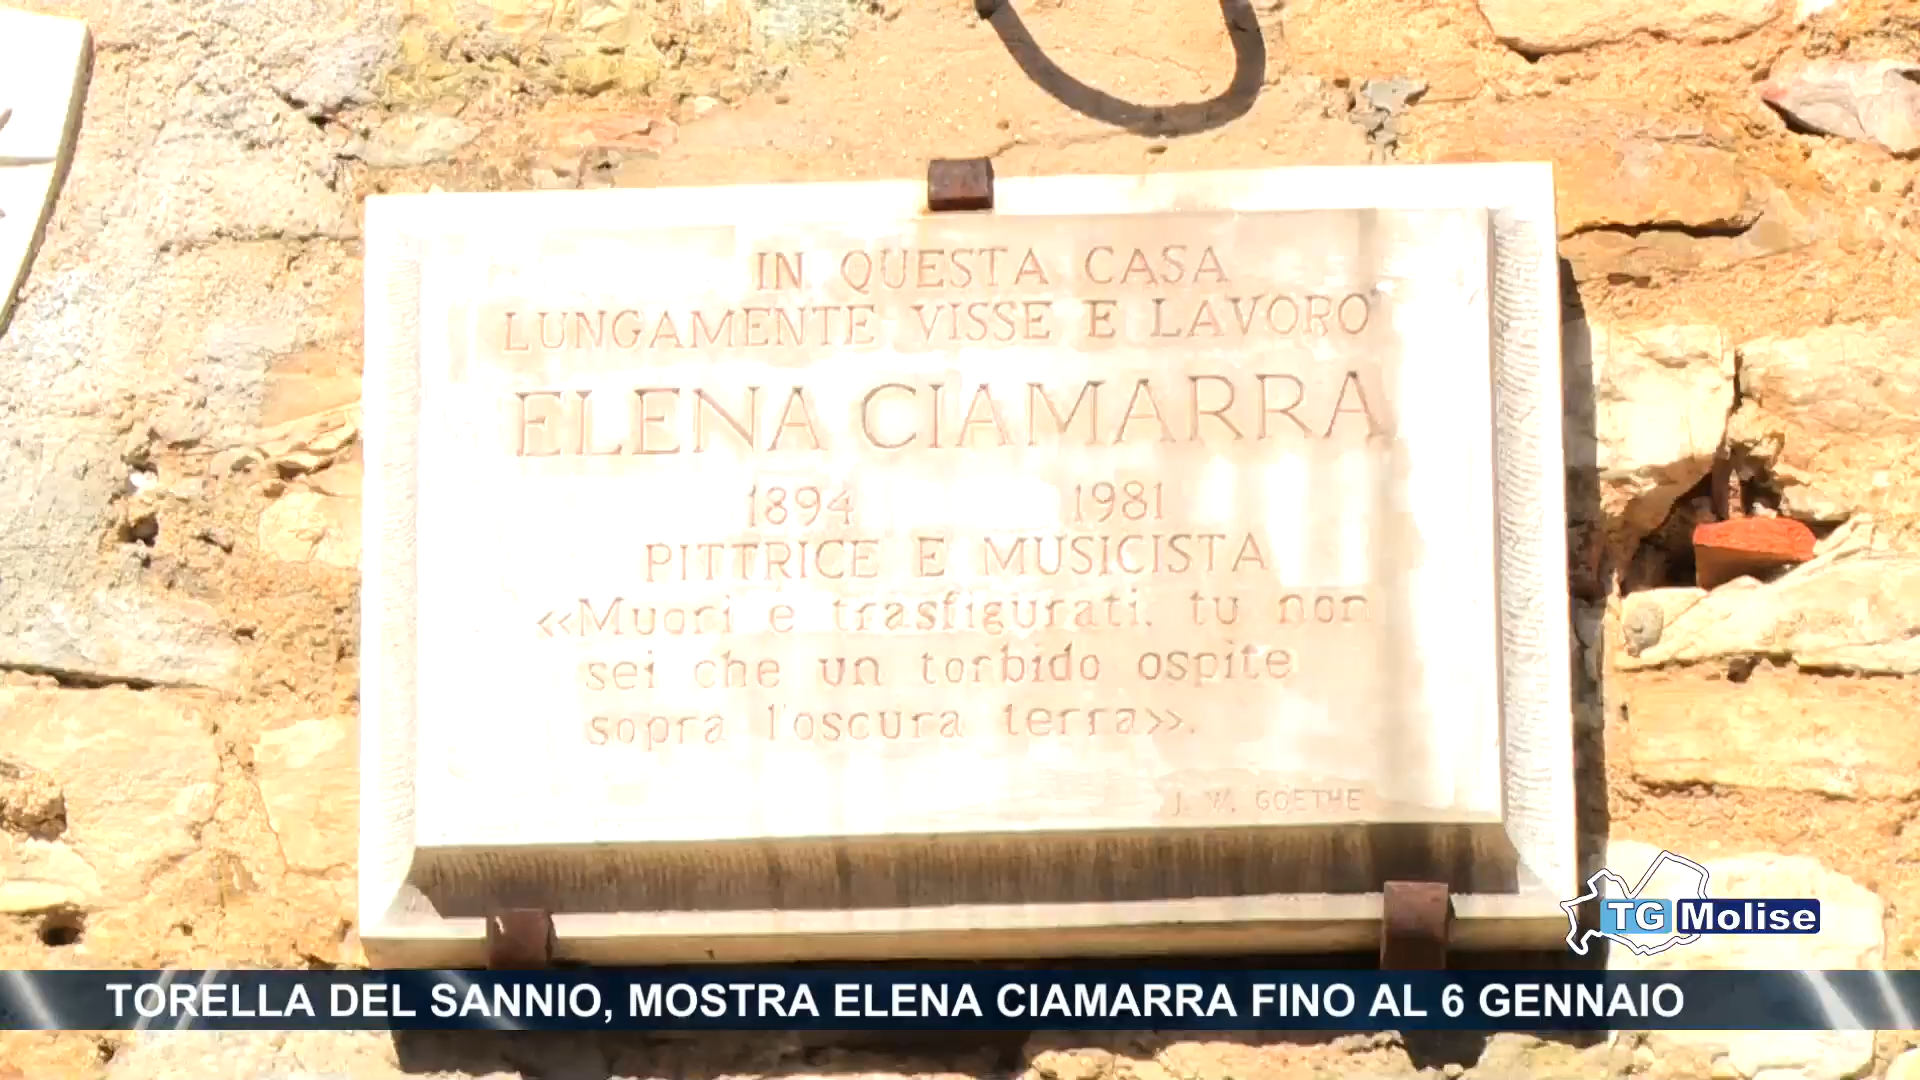 IN QUESTA CASA
LUNGAMENTE VISSE E LAVORO'
ELENA CIAMARRA
1894 1981
PITTRICE E MUSICISTA
«Muori e trasfigurati, tu non
sei che un torbido ospite
sopra l'oscura terra».
J. W. GOETHE
TG Molise
TORELLA DEL SANNIO, MOSTRA ELENA CIAMARRA FINO AL 6 GENNAIO